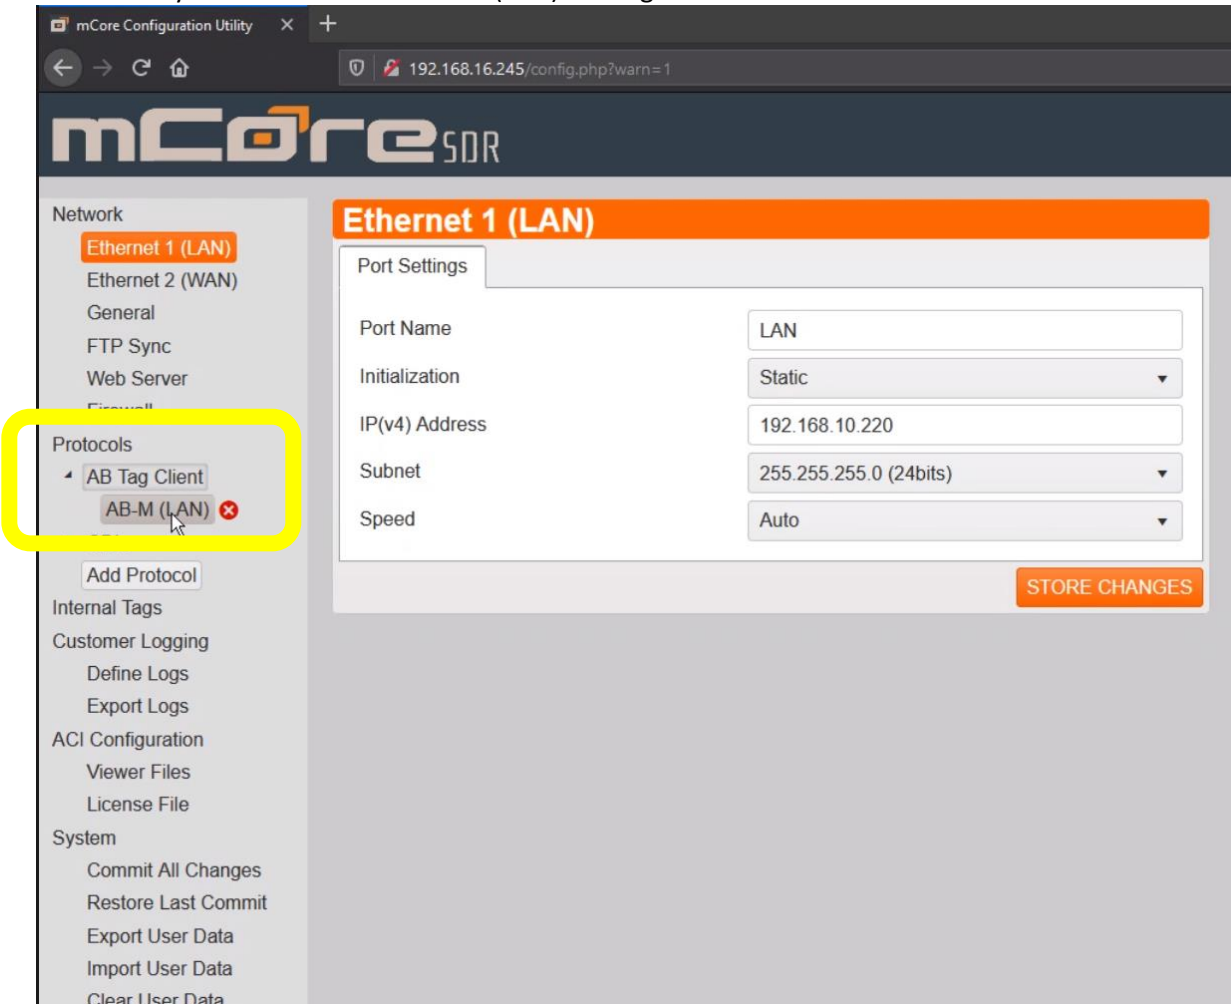 mCore Configuration Utility
192.168.16.245/config.php?warn=1
mCore SDR
Network
Ethernet 1 (LAN)
Ethernet 2 (WAN)
General
FTP Sync
Web Server
Firewall
Protocols
AB Tag Client
AB-M (LAN)
Add Protocol
Internal Tags
Customer Logging
Define Logs
Export Logs
ACI Configuration
Viewer Files
License File
System
Commit All Changes
Restore Last Commit
Export User Data
Import User Data
Clear User Data
Ethernet 1 (LAN)
Port Settings
Port Name LAN
Initialization Static
IP(v4) Address 192.168.10.220
Subnet 255.255.255.0 (24bits)
Speed Auto
STORE CHANGES